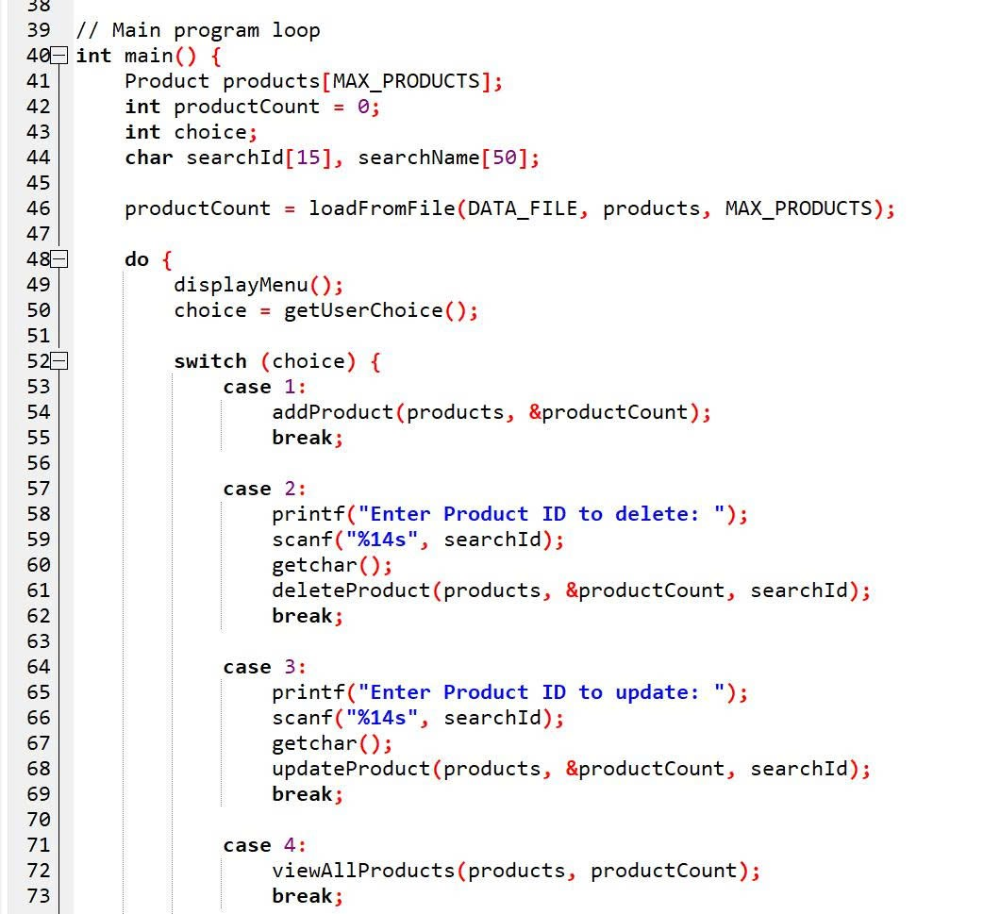 38
39 // Main program loop
40 int main() {
41     Product products[MAX_PRODUCTS];
42     int productCount = 0;
43     int choice;
44     char searchId[15], searchName[50];
45
46     productCount = loadFromFile(DATA_FILE, products, MAX_PRODUCTS);
47
48     do {
49         displayMenu();
50         choice = getUserChoice();
51
52         switch (choice) {
53             case 1:
54                 addProduct(products, &productCount);
55                 break;
56
57             case 2:
58                 printf("Enter Product ID to delete: ");
59                 scanf("%14s", searchId);
60                 getchar();
61                 deleteProduct(products, &productCount, searchId);
62                 break;
63
64             case 3:
65                 printf("Enter Product ID to update: ");
66                 scanf("%14s", searchId);
67                 getchar();
68                 updateProduct(products, &productCount, searchId);
69                 break;
70
71             case 4:
72                 viewAllProducts(products, productCount);
73                 break;